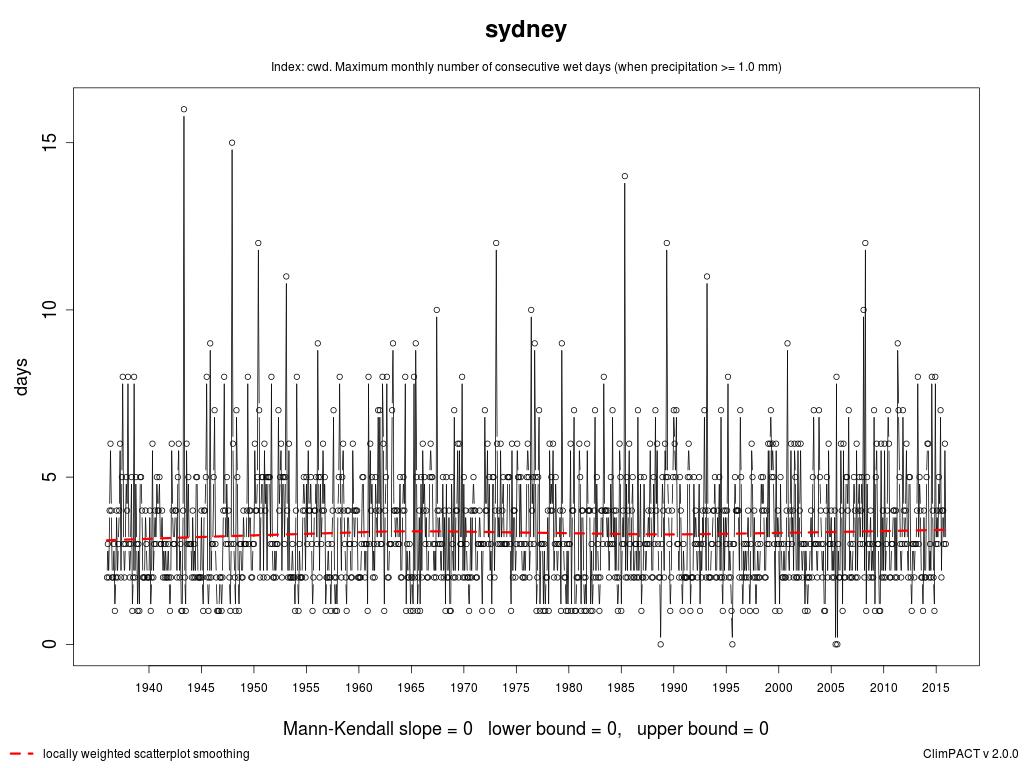 sydney
Index: cwd. Maximum monthly number of consecutive wet days (when precipitation >= 1.0 mm)
15
10
5
0
days
1940 1945 1950 1955 1960 1965 1970 1975 1980 1985 1990 1995 2000 2005 2010 2015
Mann-Kendall slope = 0 lower bound = 0, upper bound = 0
locally weighted scatterplot smoothing
ClimPACT v 2.0.0